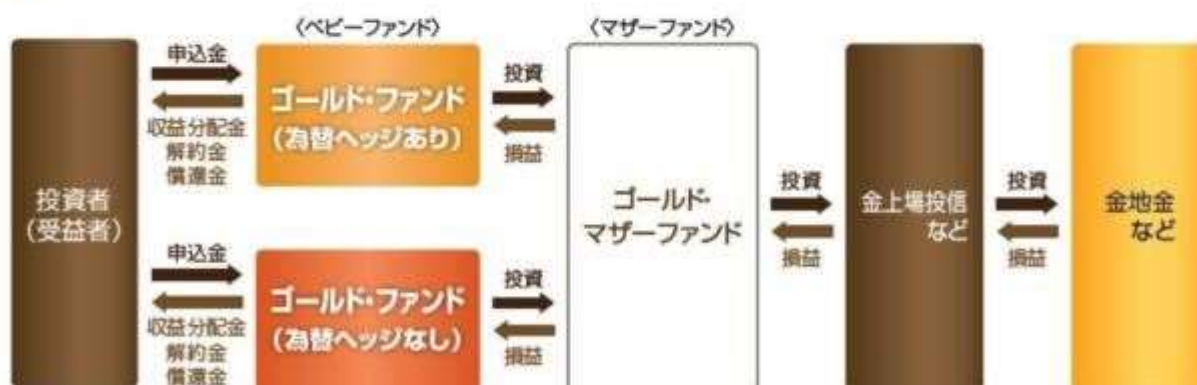 〈ベビーファンド〉
〈マザーファンド〉
投資者
(受益者)
申込金
収益分配金
解約金
償還金
ゴールド・ファンド
(為替ヘッジあり)
投資
損益
申込金
収益分配金
解約金
償還金
ゴールド・ファンド
(為替ヘッジなし)
投資
損益
ゴールド・
マザーファンド
投資
損益
金上場投信
など
投資
損益
金地金
など